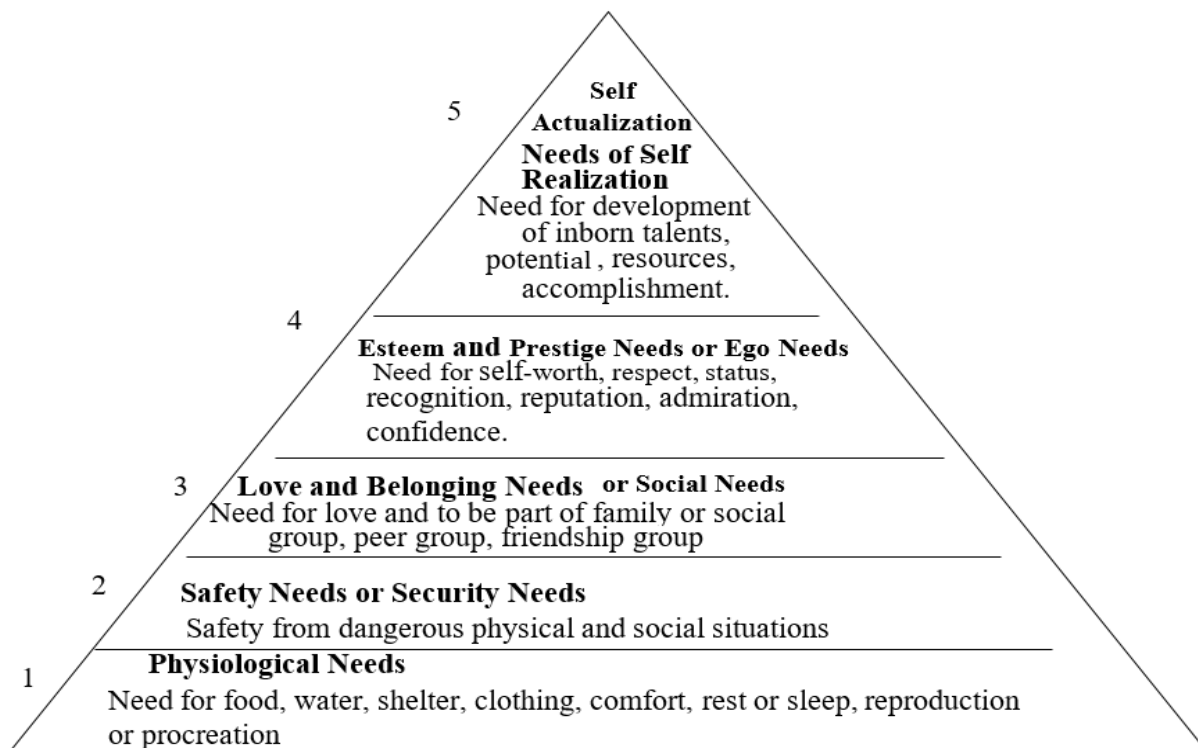 5
Self
Actualization
Needs of Self
Realization
Need for development
of inborn talents,
potential , resources,
accomplishment.
4
Esteem and Prestige Needs or Ego Needs
Need for self-worth, respect, status,
recognition, reputation, admiration,
confidence.
3 Love and Belonging Needs or Social Needs
Need for love and to be part of family or social
group, peer group, friendship group
2
Safety Needs or Security Needs
Safety from dangerous physical and social situations
1
Physiological Needs
Need for food, water, shelter, clothing, comfort, rest or sleep, reproduction
or procreation